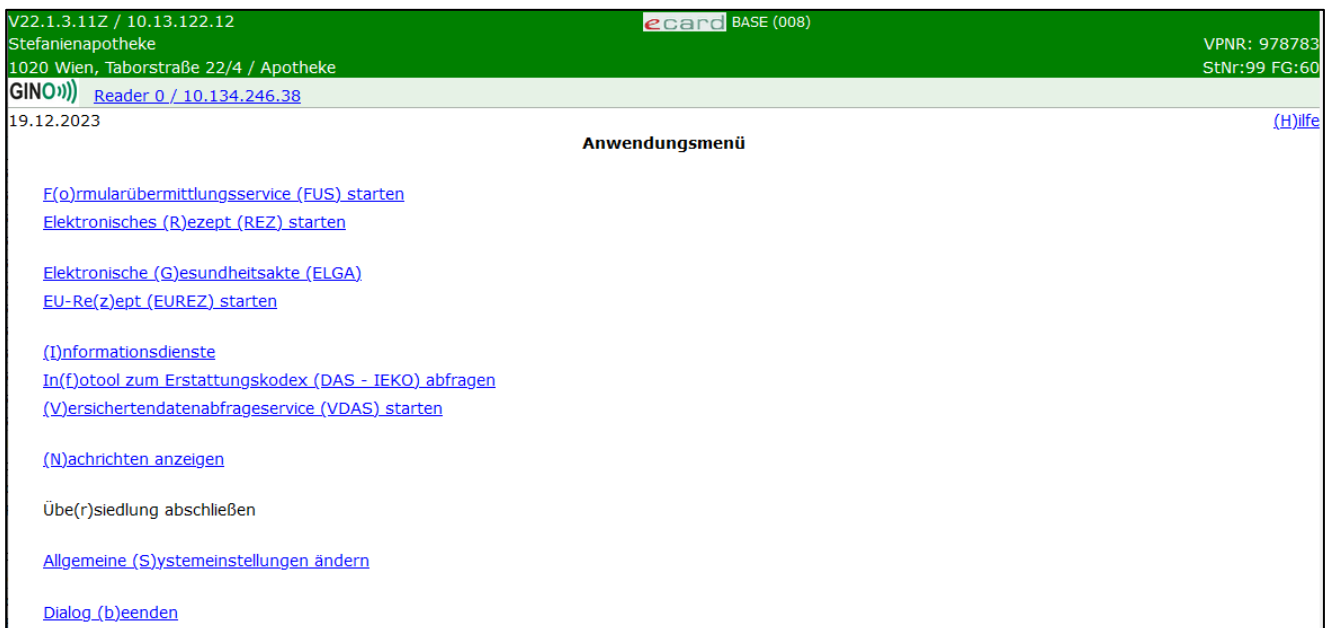 V22.1.3.11Z / 10.13.122.12 ecard BASE (008)
Stefanienapotheke VPNR: 978783
1020 Wien, Taborstraße 22/4 / Apotheke StNr:99 FG:60
GINO Reader 0 / 10.134.246.38
19.12.2023 (H)ilfe
Anwendungsmenü
F(o)rmularübermittlungsservice (FUS) starten
Elektronisches (R)ezept (REZ) starten
Elektronische (G)esundheitsakte (ELGA)
EU-Re(z)ept (EUREZ) starten
(I)nformationsdienste
In(f)otool zum Erstattungskodex (DAS - IEKO) abfragen
(V)ersichertendatenabfrageservice (VDAS) starten
(N)achrichten anzeigen
Übe(r)siedlung abschließen
Allgemeine (S)ystemeinstellungen ändern
Dialog (b)eenden